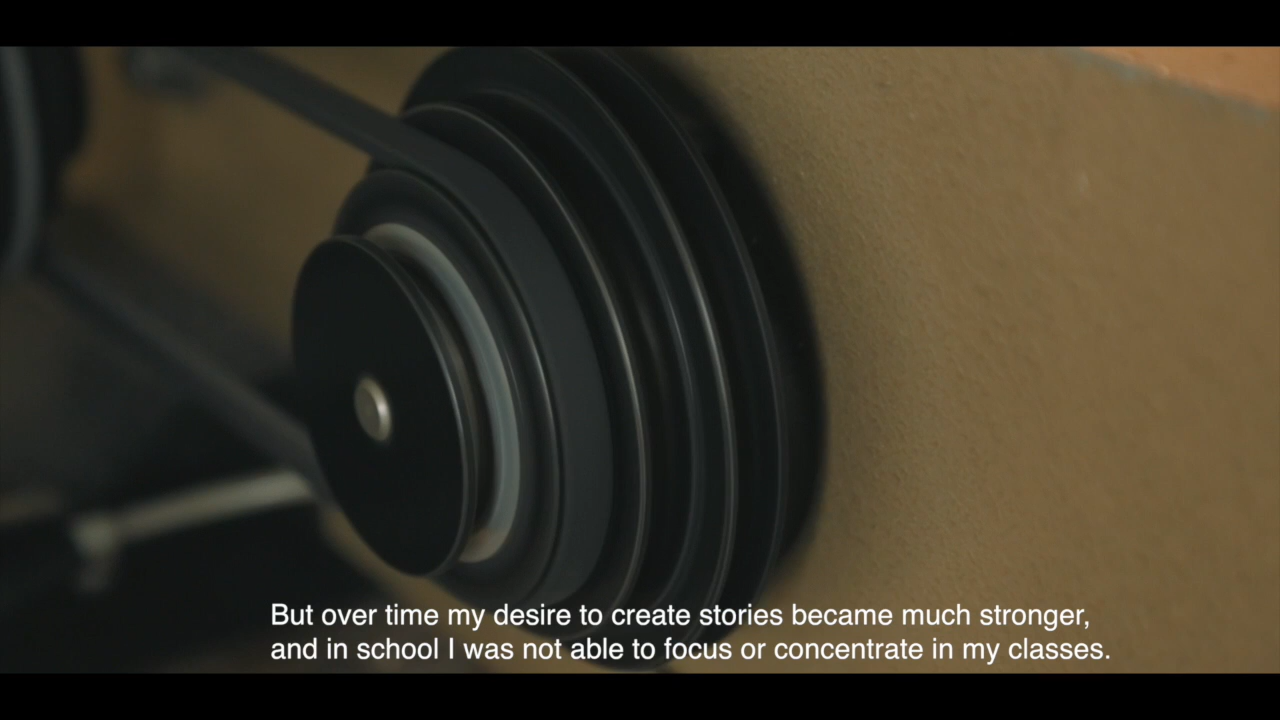 But over time my desire to create stories became much stronger,
and in school I was not able to focus or concentrate in my classes.